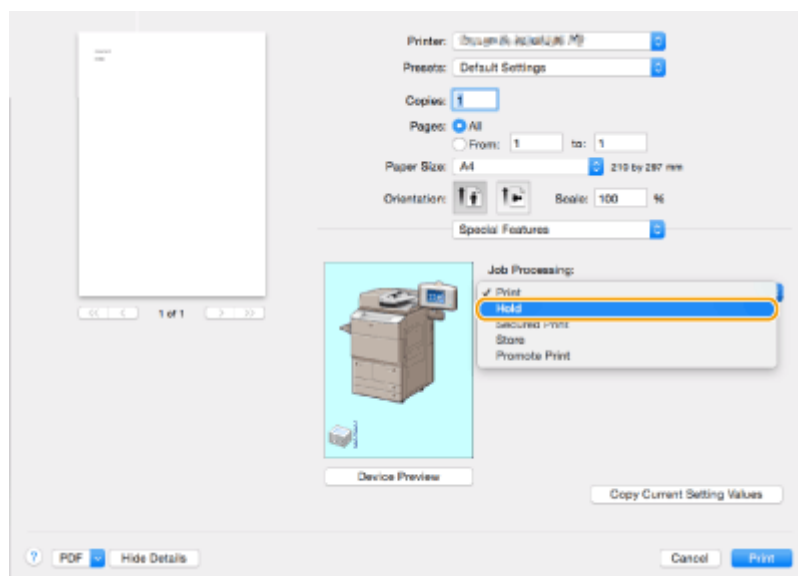 Printer:
Presets: Default Settings
Copies: 1
Pages: All
From: 1 to: 1
Paper Size: A4 210 by 297 mm
Orientation: Scale: 100 %
Special Features
Job Processing:
✓ Print
Hold
Secured Print
Store
Promote Print
<< < 1 of 1 > >>
Device Preview
Copy Current Setting Values
? PDF Hide Details Cancel Print